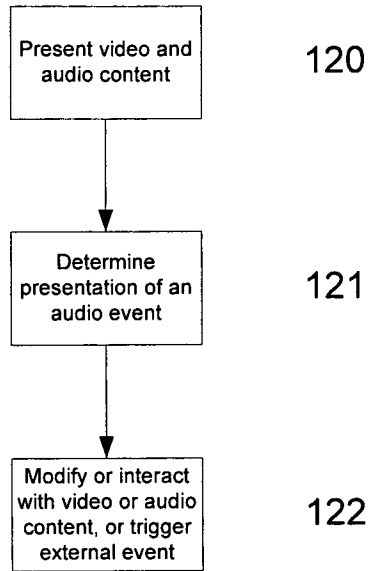 Present video and
audio content
120
Determine
presentation of an
audio event
121
Modify or interact
with video or audio
content, or trigger
external event
122